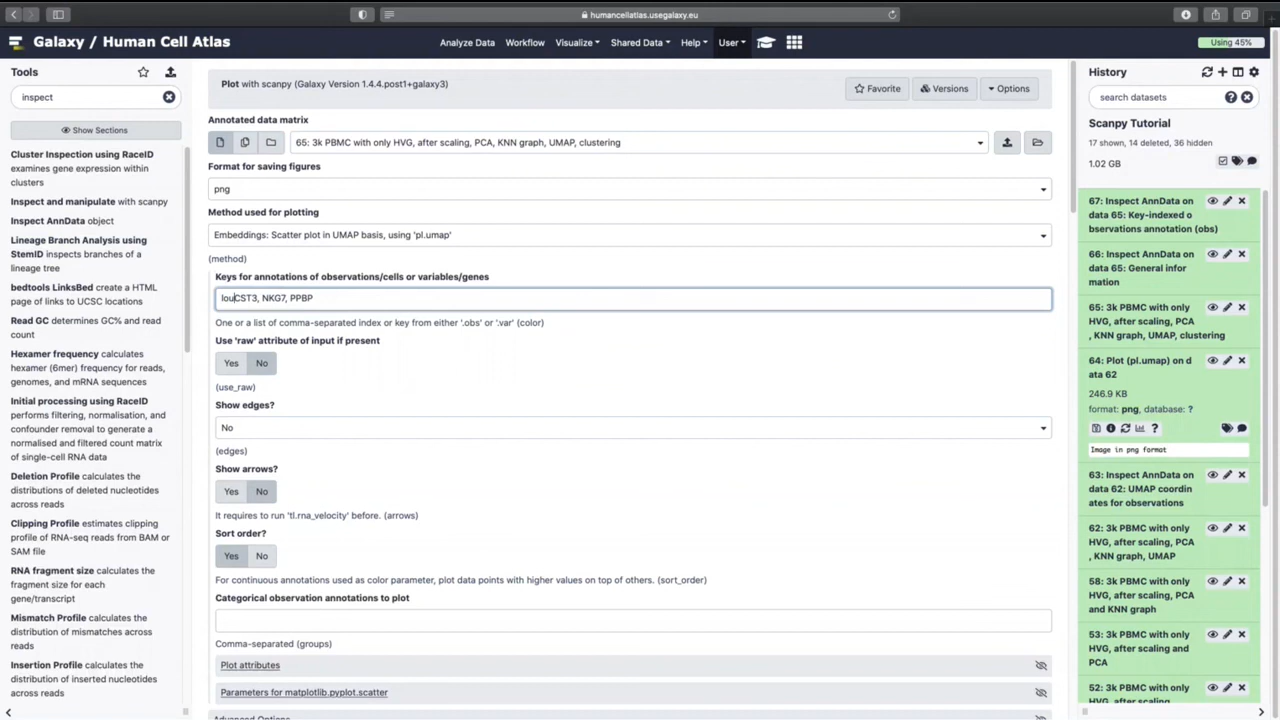 humancellatlas.usegalaxy.eu
Galaxy / Human Cell Atlas
Analyze Data
Workflow
Visualize
Shared Data
Help
User
Using 45%
Tools
inspect
Show Sections
Cluster Inspection using RaceID
examines gene expression within
clusters
Inspect and manipulate with scanpy
Inspect AnnData object
Lineage Branch Analysis using
StemID inspects branches of a
lineage tree
bedtools LinksBed create a HTML
page of links to UCSC locations
Read GC determines GC% and read
count
Hexamer frequency calculates
hexamer (6mer) frequency for reads,
genomes, and mRNA sequences
Initial processing using RaceID
performs filtering, normalisation, and
confounder removal to generate a
normalised and filtered count matrix
of single-cell RNA data
Deletion Profile calculates the
distributions of deleted nucleotides
across reads
Clipping Profile estimates clipping
profile of RNA-seq reads from BAM or
SAM file
RNA fragment size calculates the
fragment size for each
gene/transcript
Mismatch Profile calculates the
distribution of mismatches across
reads
Insertion Profile calculates the
distribution of inserted nucleotides
across reads
Plot with scanpy (Galaxy Version 1.4.4.post1+galaxy3)
Favorite
Versions
Options
Annotated data matrix
65: 3k PBMC with only HVG, after scaling, PCA, KNN graph, UMAP, clustering
Format for saving figures
png
Method used for plotting
Embeddings: Scatter plot in UMAP basis, using 'pl.umap'
(method)
Keys for annotations of observations/cells or variables/genes
louCST3, NKG7, PPBP
One or a list of comma-separated index or key from either '.obs' or '.var' (color)
Use 'raw' attribute of input if present
Yes No
(use_raw)
Show edges?
No
(edges)
Show arrows?
Yes No
It requires to run 'tl.rna_velocity' before. (arrows)
Sort order?
Yes No
For continuous annotations used as color parameter, plot data points with higher values on top of others. (sort_order)
Categorical observation annotations to plot
Comma-separated (groups)
Plot attributes
Parameters for matplotlib.pyplot.scatter
Advanced Options
History
search datasets
Scanpy Tutorial
17 shown, 14 deleted, 36 hidden
1.02 GB
67: Inspect AnnData on
data 65: Key-indexed o
bservations annotation (obs)
66: Inspect AnnData on
data 65: General infor
mation
65: 3k PBMC with only
HVG, after scaling, PCA
, KNN graph, UMAP, clustering
64: Plot (pl.umap) on d
ata 62
246.9 KB
format: png, database: ?
Image in png format
63: Inspect AnnData on
data 62: UMAP coordin
ates for observations
62: 3k PBMC with only
HVG, after scaling, PCA
, KNN graph, UMAP
58: 3k PBMC with only
HVG, after scaling, PCA
and KNN graph
53: 3k PBMC with only
HVG, after scaling and
PCA
52: 3k PBMC with only
HVG, after scaling